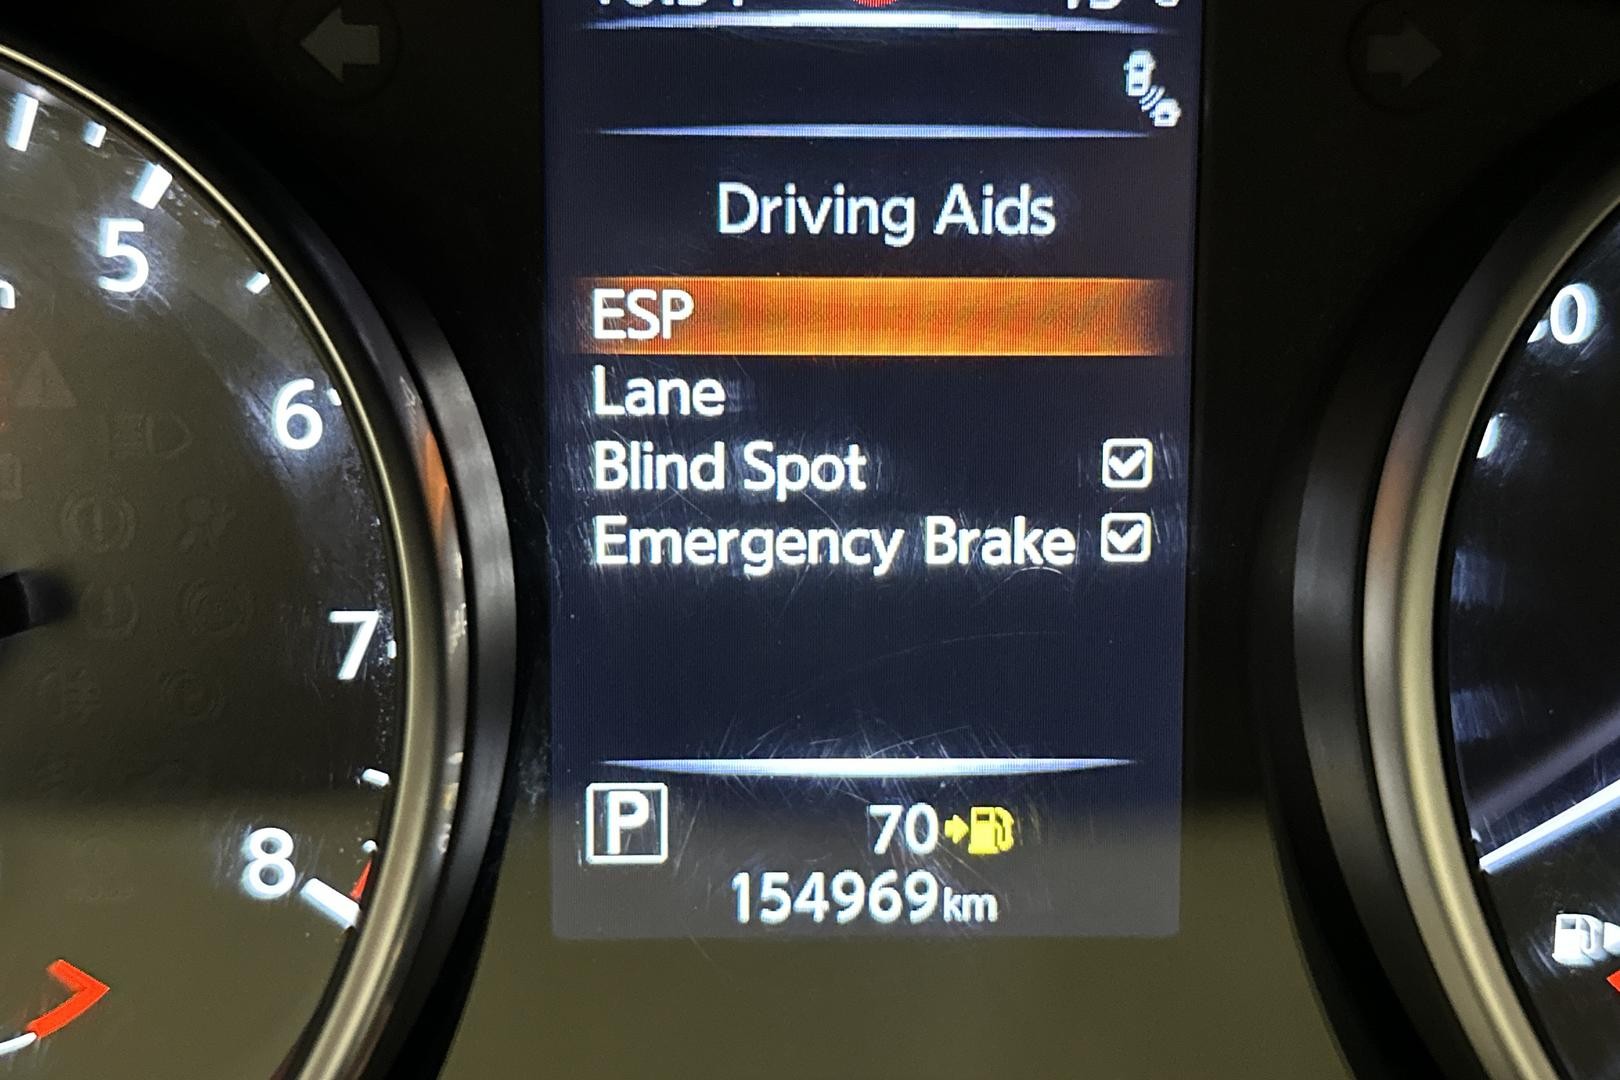 Driving Aids
ESP
Lane
Blind Spot
Emergency Brake
P
70
154969km
5
6
7
8